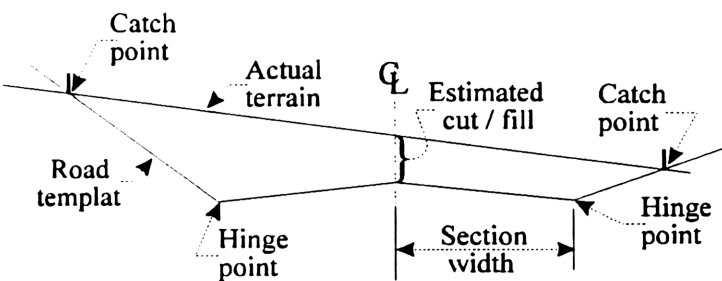 Catch
point
Actual
terrain
CL
Estimated
cut / fill
Catch
point
Road
templat
Hinge
point
Section
width
Hinge
point